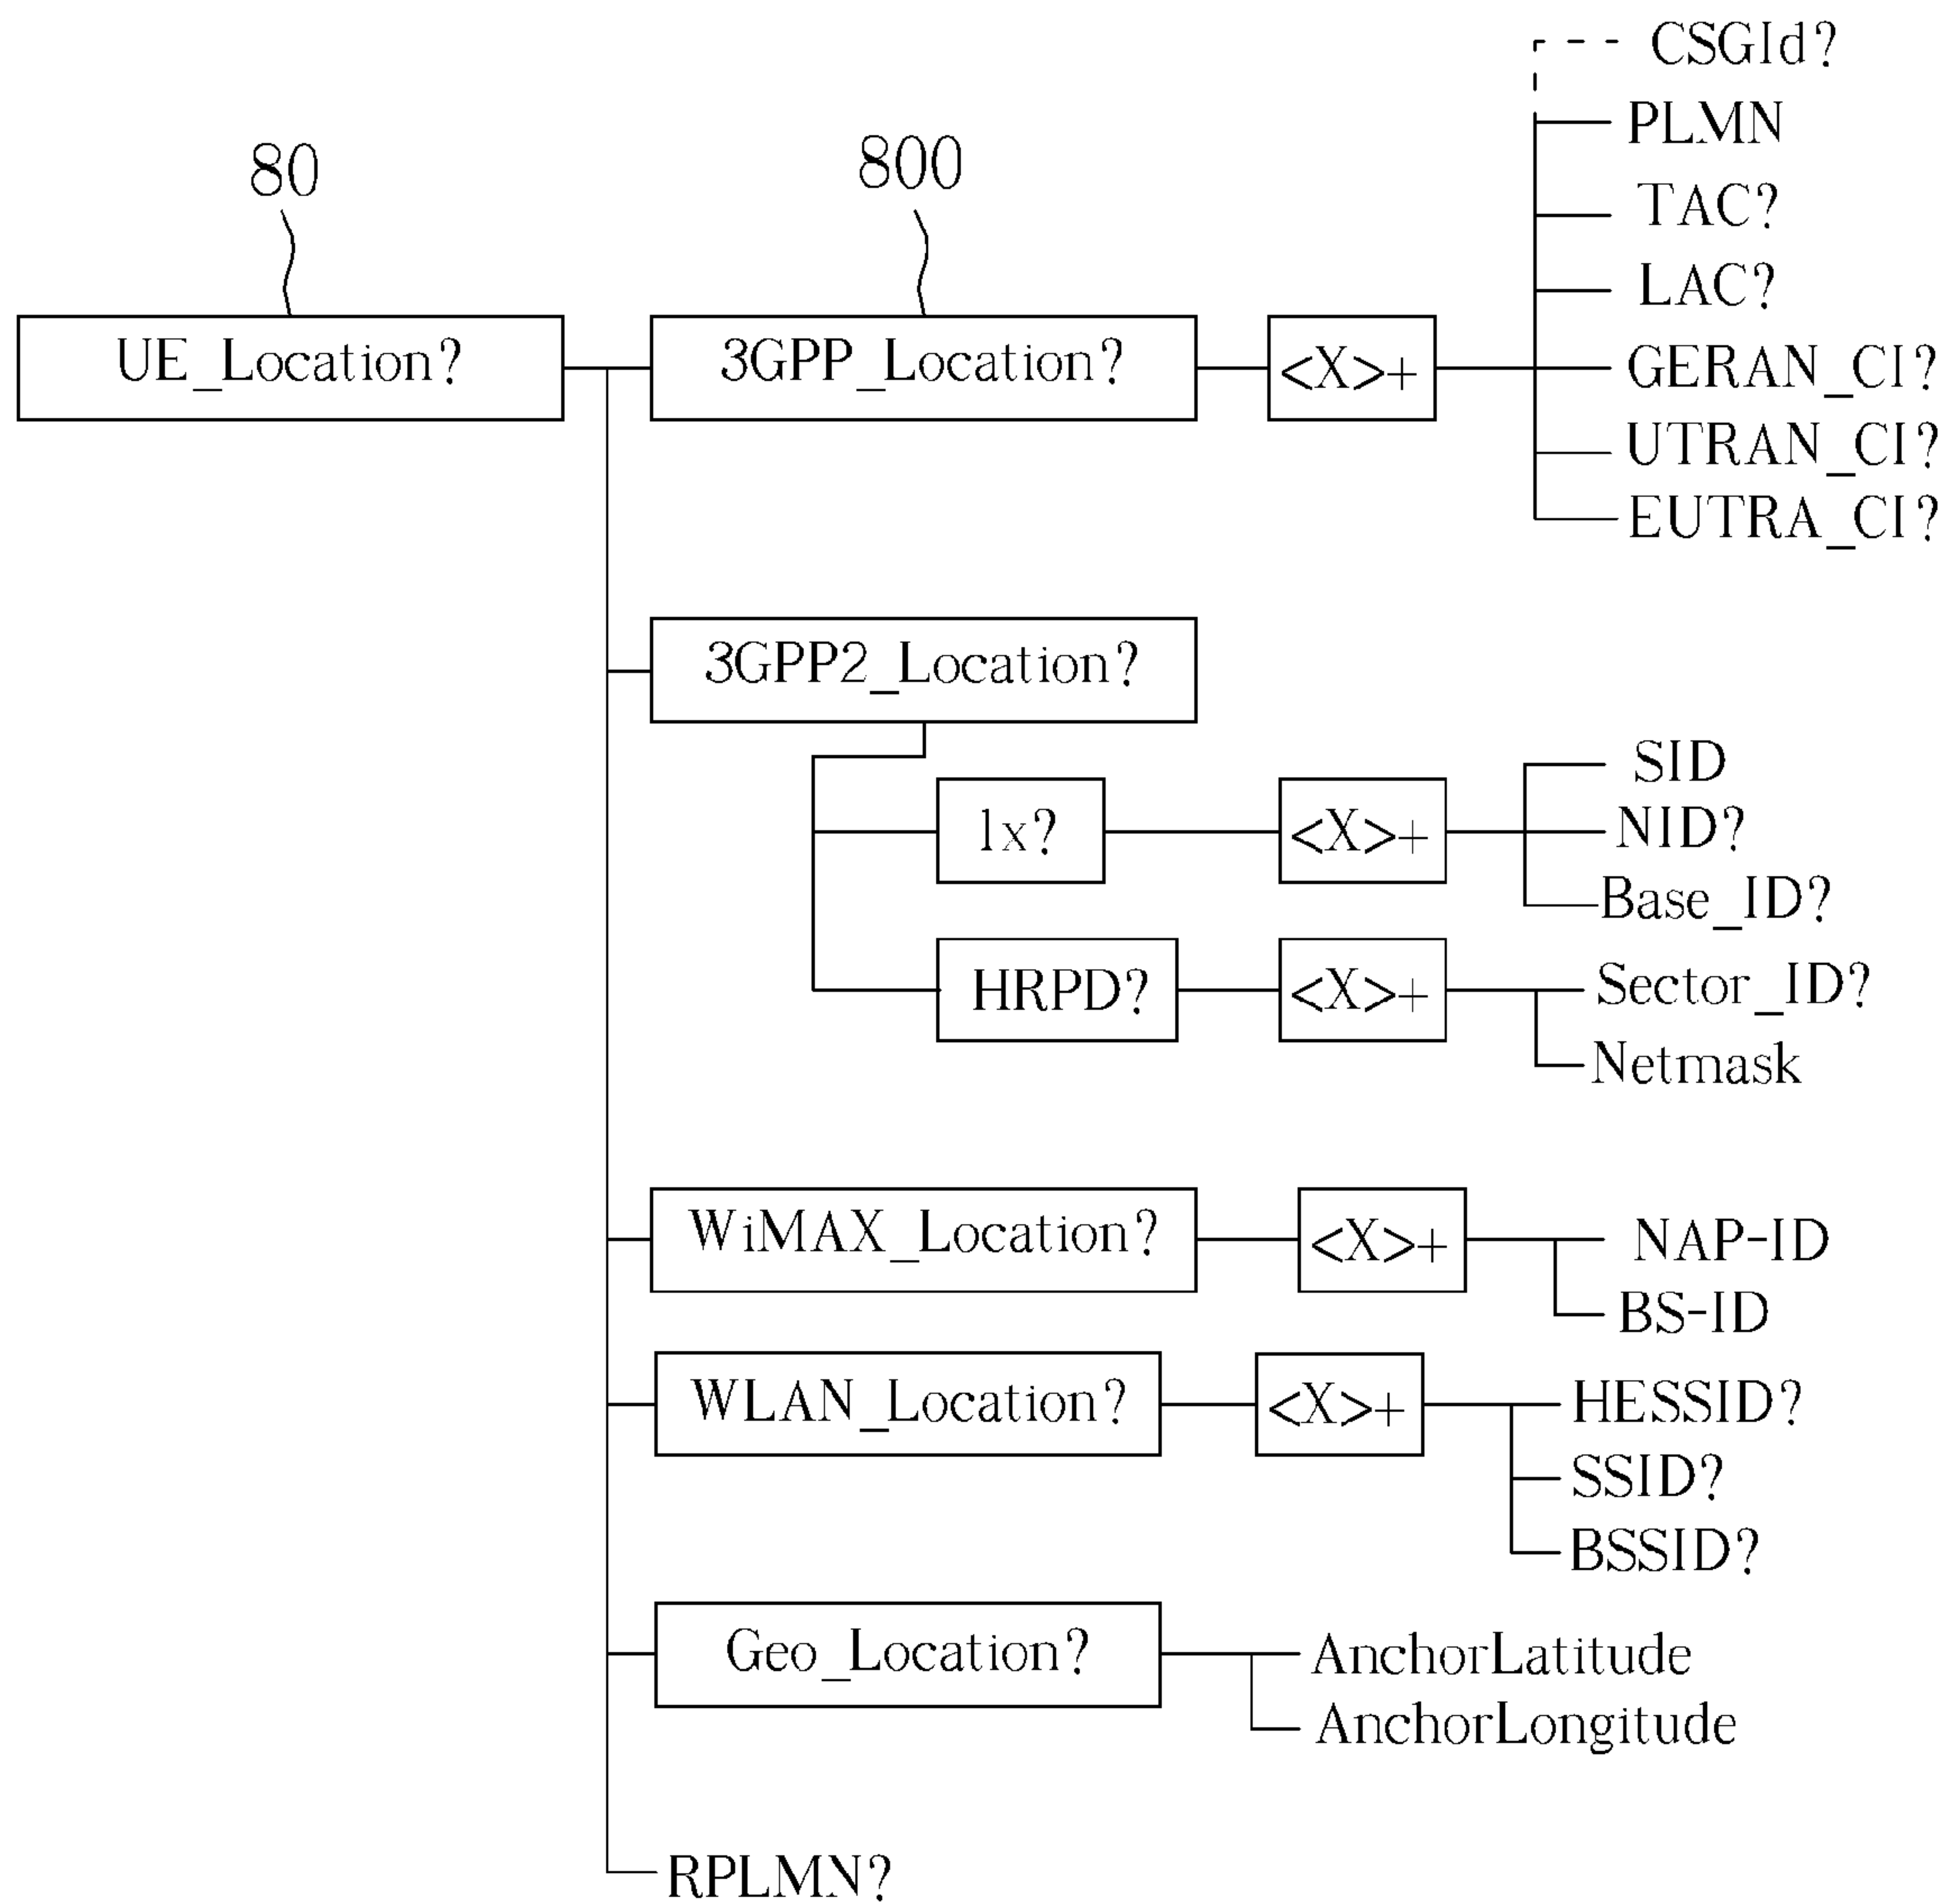 CSGId?
PLMN
TAC?
LAC?
GERAN_CI?
UTRAN_CI?
EUTRA_CI?
80
800
UE_Location?
3GPP_Location?
<X>+
3GPP2_Location?
1x?
<X>+
SID
NID?
Base_ID?
HRPD?
<X>+
Sector_ID?
Netmask
WiMAX_Location?
<X>+
NAP-ID
BS-ID
WLAN_Location?
<X>+
HESSID?
SSID?
BSSID?
Geo_Location?
AnchorLatitude
AnchorLongitude
RPLMN?